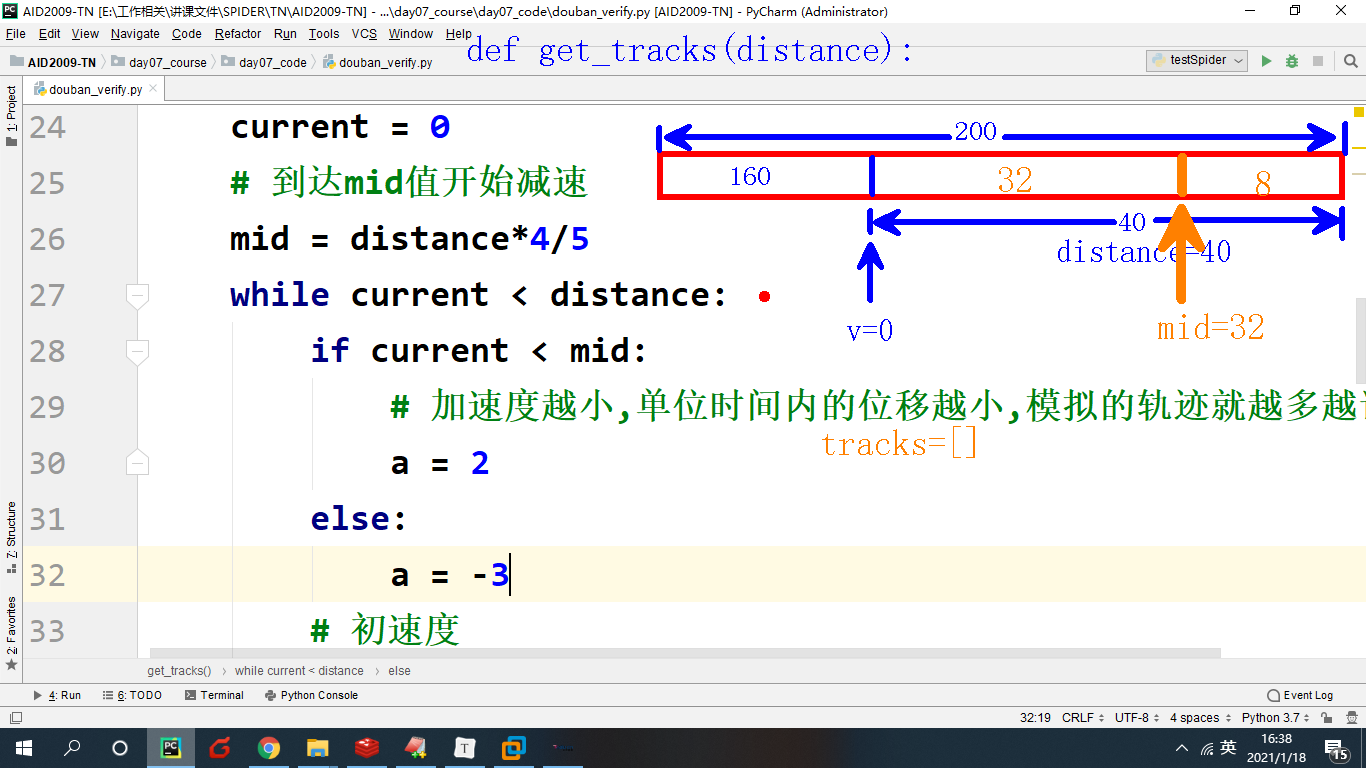 AID2009-TN [E:\工作相关\讲课文件\SPIDER\TN\AID2009-TN] - ...\day07_course\day07_code\douban_verify.py [AID2009-TN] - PyCharm (Administrator)
File Edit View Navigate Code Refactor Run Tools VCS Window Help
def get_tracks(distance):
AID2009-TN day07_course day07_code douban_verify.py testSpider
douban_verify.py
1: Project
7: Structure
2: Favorites
24 current = 0
25 # 到达mid值开始减速
26 mid = distance*4/5
27 while current < distance:
28 if current < mid:
29 # 加速度越小,单位时间内的位移越小,模拟的轨迹就越多越
30 a = 2
31 else:
32 a = -3
33 # 初速度
200
160 32 8
40
distance=40
v=0 mid=32
tracks=[]
get_tracks() while current < distance else
4: Run 6: TODO Terminal Python Console Event Log
32:19 CRLF UTF-8 4 spaces Python 3.7
英 16:38
2021/1/18 15